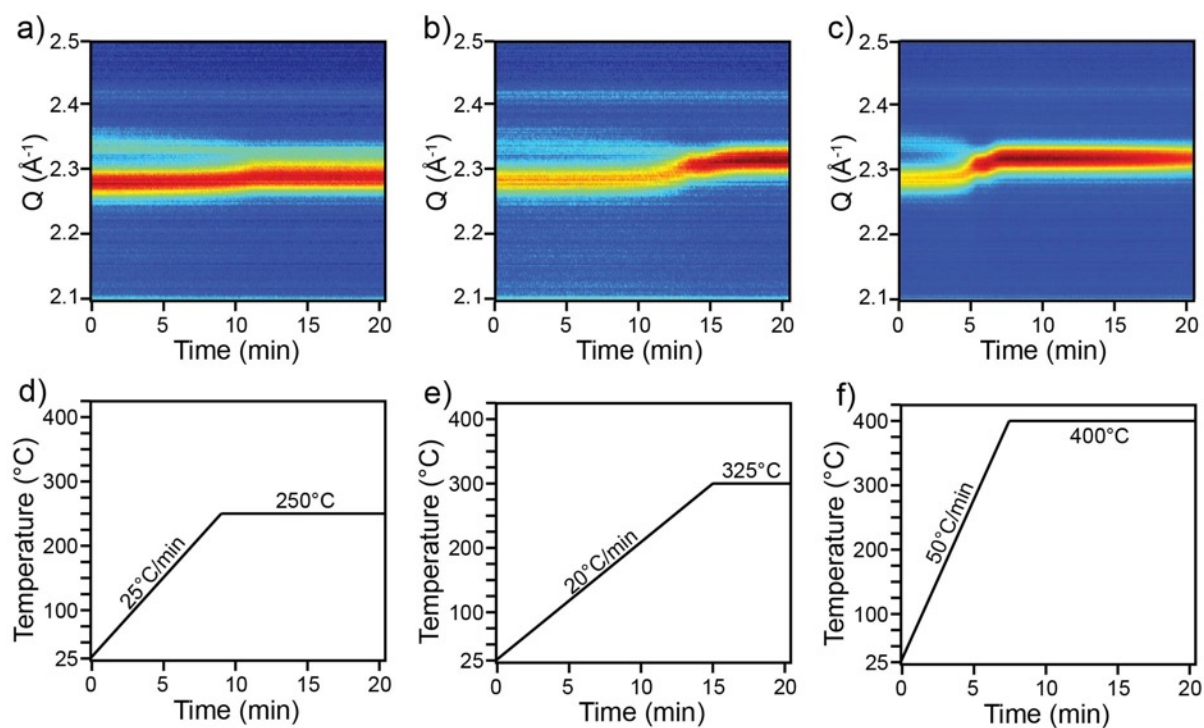 a)
2.5
2.4
2.3
2.2
2.1
Q (Å-1)
0 5 10 15 20
Time (min)
b)
2.5
2.4
2.3
2.2
2.1
Q (Å-1)
0 5 10 15 20
Time (min)
c)
2.5
2.4
2.3
2.2
2.1
Q (Å-1)
0 5 10 15 20
Time (min)
d)
400
300
200
100
25
Temperature (°C)
25°C/min
250°C
0 5 10 15 20
Time (min)
e)
400
300
200
100
25
Temperature (°C)
20°C/min
325°C
0 5 10 15 20
Time (min)
f)
400
300
200
100
25
Temperature (°C)
50°C/min
400°C
0 5 10 15 20
Time (min)